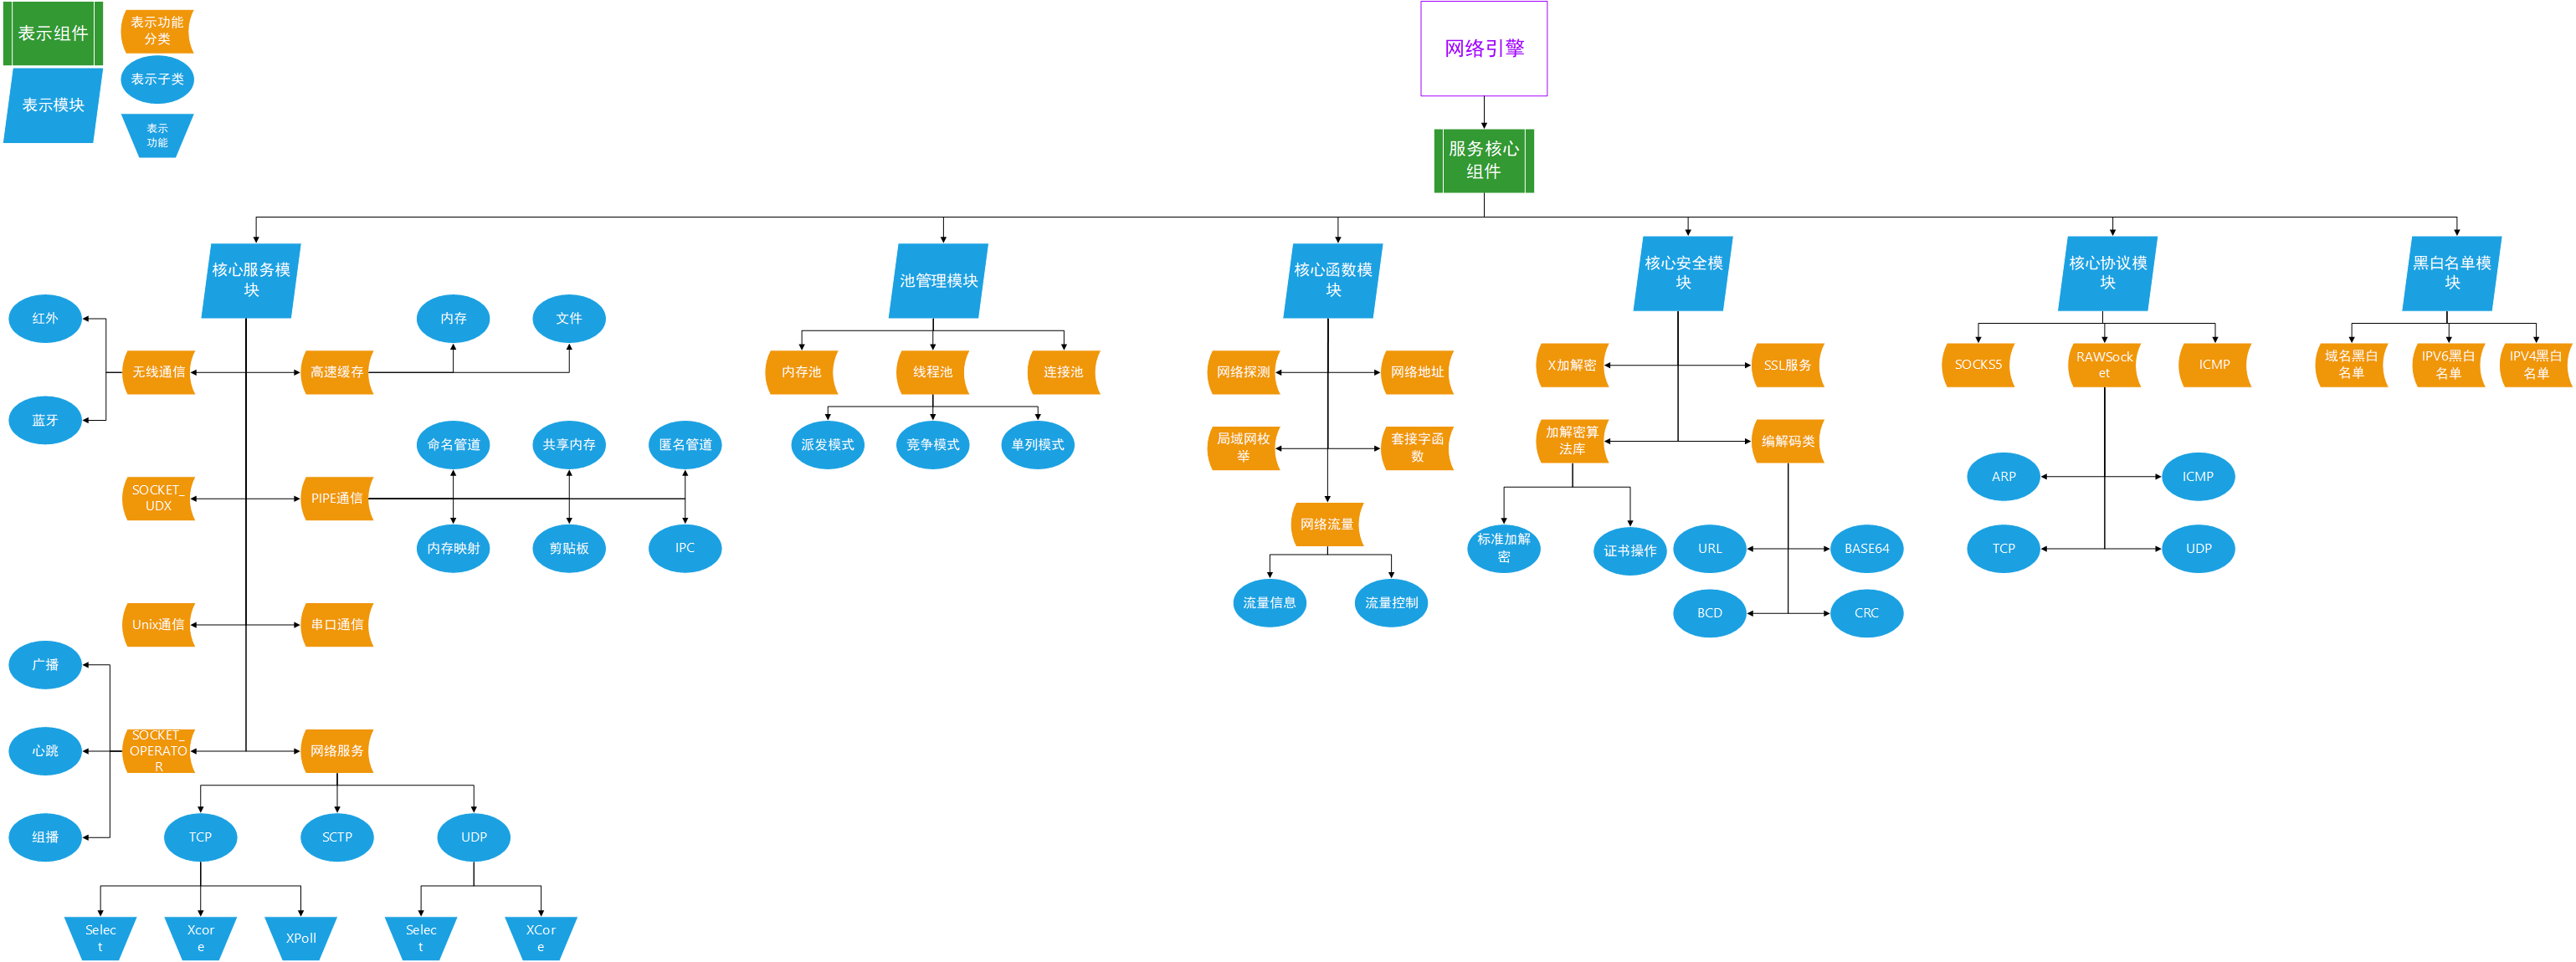 表示组件
表示功能
分类
表示子类
表示模块
表示
功能
网络引擎
服务核心
组件
核心服务模
块
池管理模块
核心函数模
块
核心安全模
块
核心协议模
块
黑白名单模
块
红外
内存
文件
无线通信
高速缓存
蓝牙
命名管道
共享内存
匿名管道
SOCKET_
UDX
PIPE通信
内存映射
剪贴板
IPC
Unix通信
串口通信
广播
心跳
SOCKET_
OPERATO
R
网络服务
组播
TCP
SCTP
UDP
Selec
t
Xcor
e
XPoll
Selec
t
XCor
e
内存池
线程池
连接池
派发模式
竞争模式
单列模式
网络探测
网络地址
局域网枚
举
套接字函
数
网络流量
流量信息
流量控制
X加解密
SSL服务
加解密算
法库
编解码类
标准加解
密
证书操作
URL
BASE64
BCD
CRC
SOCKS5
RAWSock
et
ICMP
ARP
ICMP
TCP
UDP
域名黑白
名单
IPV6黑白
名单
IPV4黑白
名单